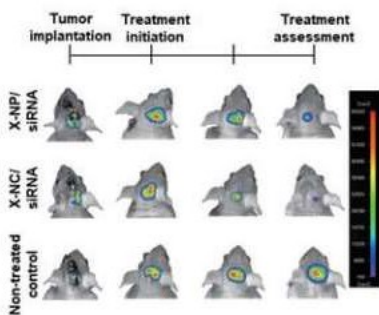 Tumor implantation
Treatment initiation
Treatment assessment
X-NP/ siRNA
X-NC/ siRNA
Non-treated control